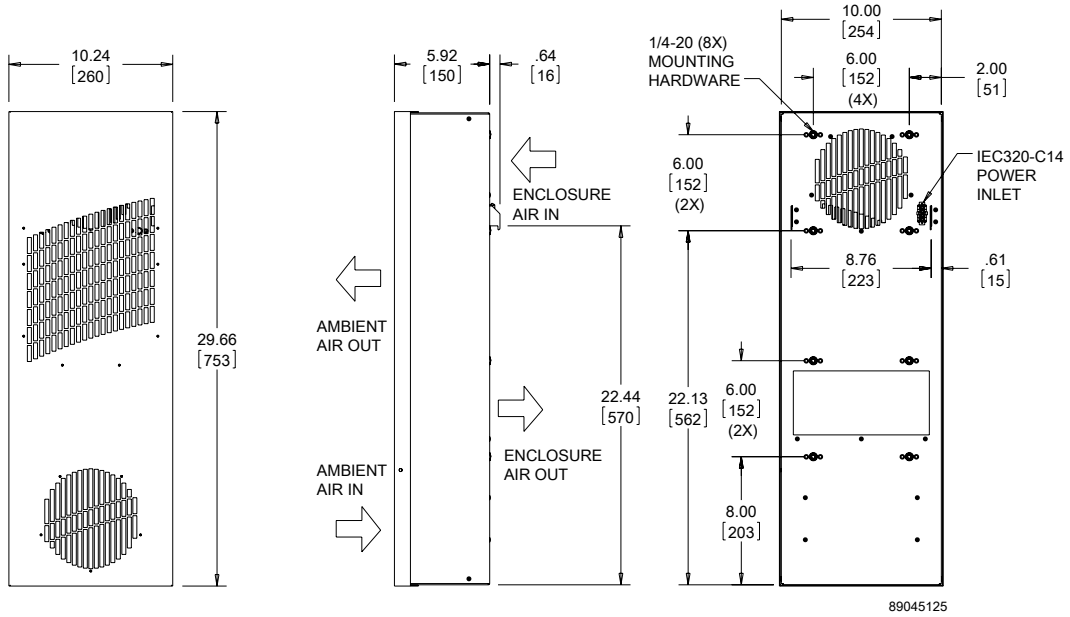 10.24
[260]
29.66
[753]
5.92
[150]
.64
[16]
ENCLOSURE
AIR IN
AMBIENT
AIR OUT
22.44
[570]
ENCLOSURE
AIR OUT
AMBIENT
AIR IN
10.00
[254]
1/4-20 (8X)
MOUNTING
HARDWARE
6.00
[152]
(4X)
2.00
[51]
6.00
[152]
(2X)
IEC320-C14
POWER
INLET
8.76
[223]
.61
[15]
22.13
[562]
6.00
[152]
(2X)
8.00
[203]
89045125